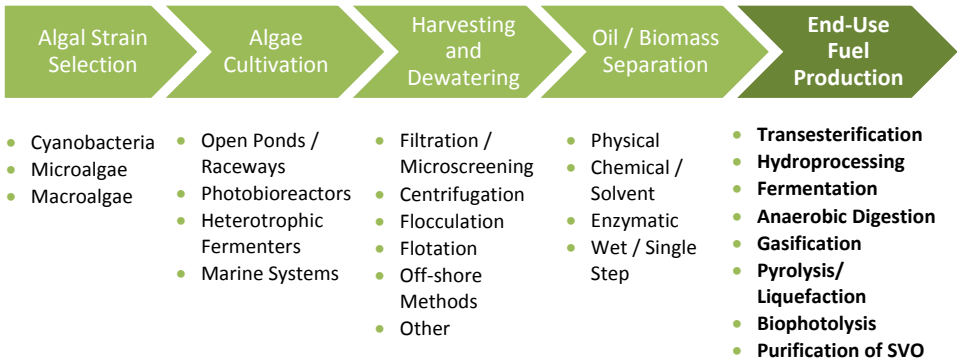 Algal Strain
Selection
Algae
Cultivation
Harvesting
and
Dewatering
Oil / Biomass
Separation
End-Use
Fuel
Production
• Cyanobacteria
• Microalgae
• Macroalgae
• Open Ponds /
Raceways
• Photobioreactors
• Heterotrophic
Fermenters
• Marine Systems
• Filtration /
Microscreening
• Centrifugation
• Flocculation
• Flotation
• Off-shore
Methods
• Other
• Physical
• Chemical /
Solvent
• Enzymatic
• Wet / Single
Step
• Transesterification
• Hydroprocessing
• Fermentation
• Anaerobic Digestion
• Gasification
• Pyrolysis/
Liquefaction
• Biophotolysis
• Purification of SVO